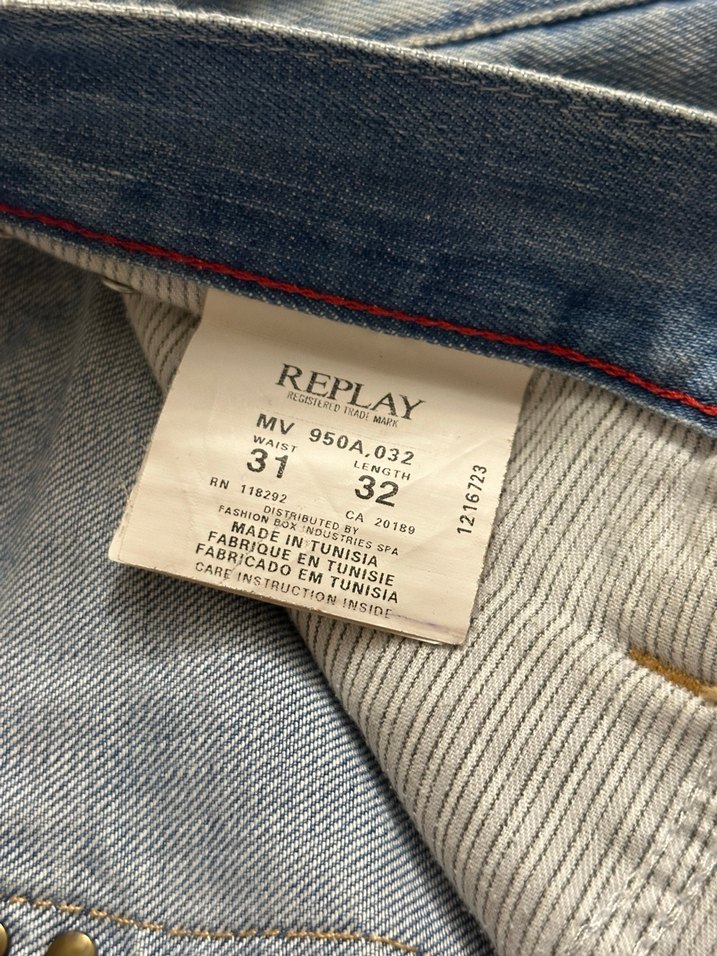 REPLAY
REGISTERED TRADE MARK
MV 950A,032
WAIST LENGTH
31 32
RN 118292 CA 20189
DISTRIBUTED BY
FASHION BOX INDUSTRIES SPA
MADE IN TUNISIA
FABRIQUE EN TUNISIE
FABRICADO EM TUNISIA
CARE INSTRUCTION INSIDE
1216723